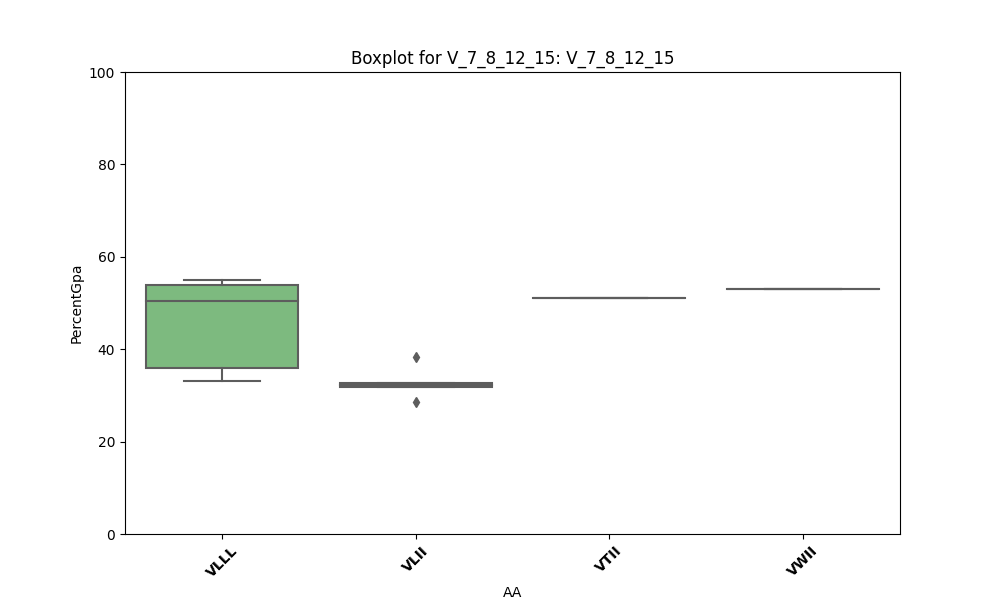 Boxplot for V_7_8_12_15: V_7_8_12_15
100
80
60
40
20
0
PercentGpa
VLLL
VLII
VTII
VWII
AA